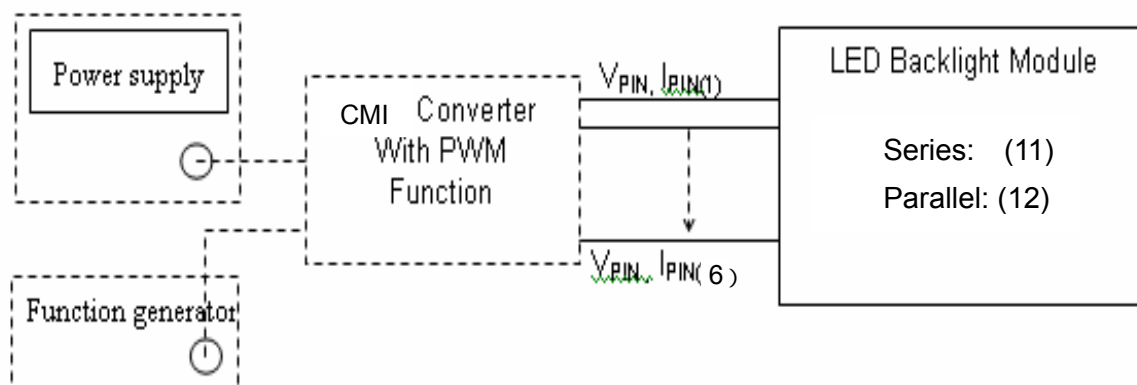 Power supply
CMI Converter
With PWM
Function
Function generator
VPIN, IPIN(1)
VPIN, IPIN( 6)
LED Backlight Module
Series: (11)
Parallel: (12)